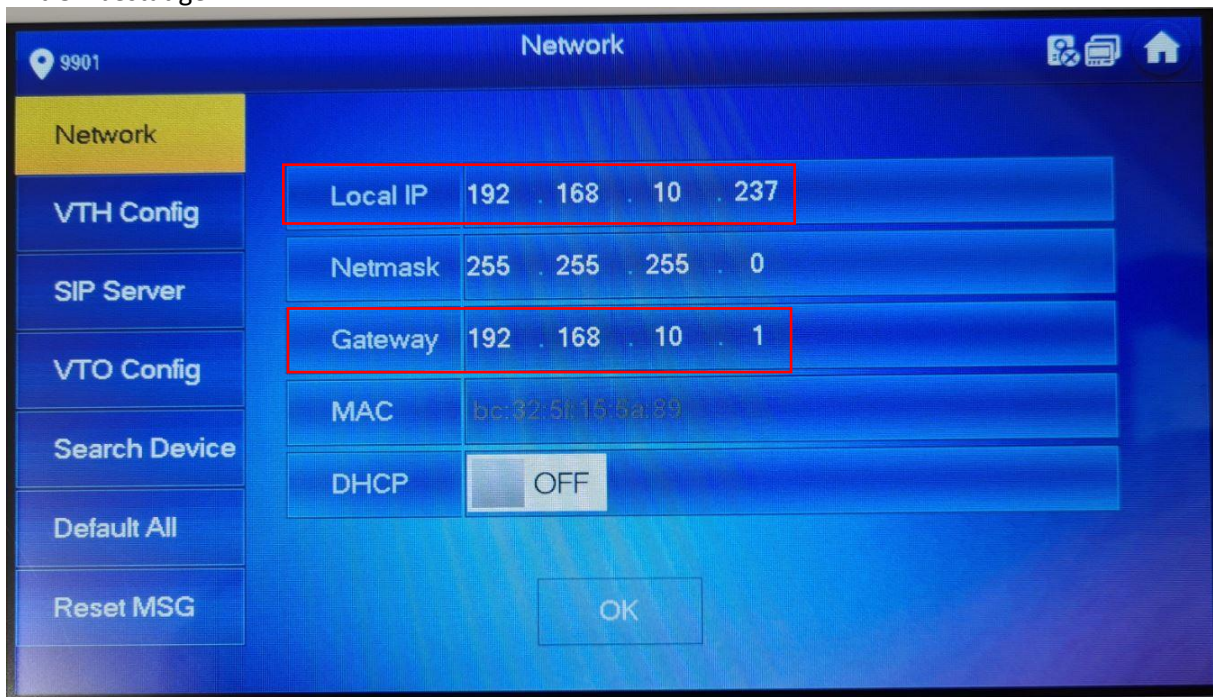 Network
9901
Network
VTH Config
SIP Server
VTO Config
Search Device
Default All
Reset MSG
Local IP 192 . 168 . 10 . 237
Netmask 255 . 255 . 255 . 0
Gateway 192 . 168 . 10 . 1
MAC
DHCP OFF
OK